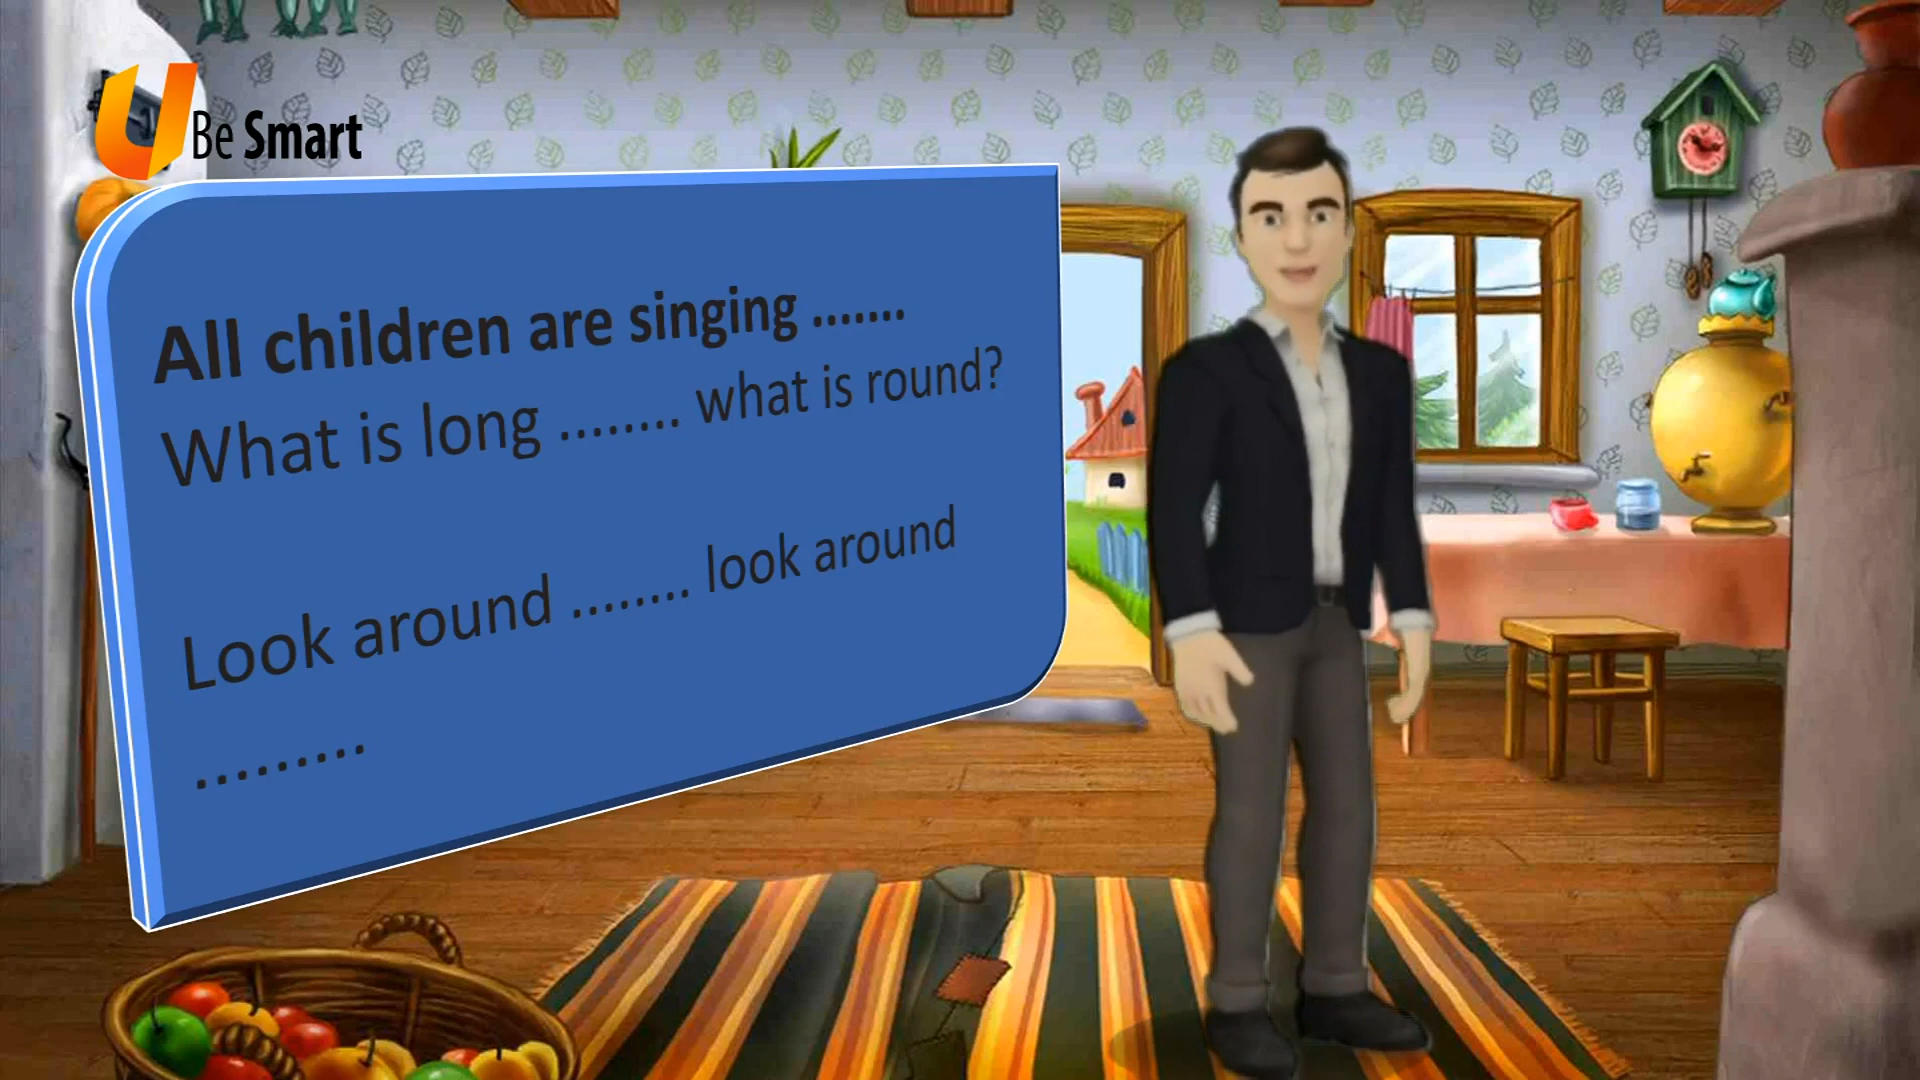 U Be Smart
All children are singing .......
What is long ........ what is round?
Look around ........ look around
.........